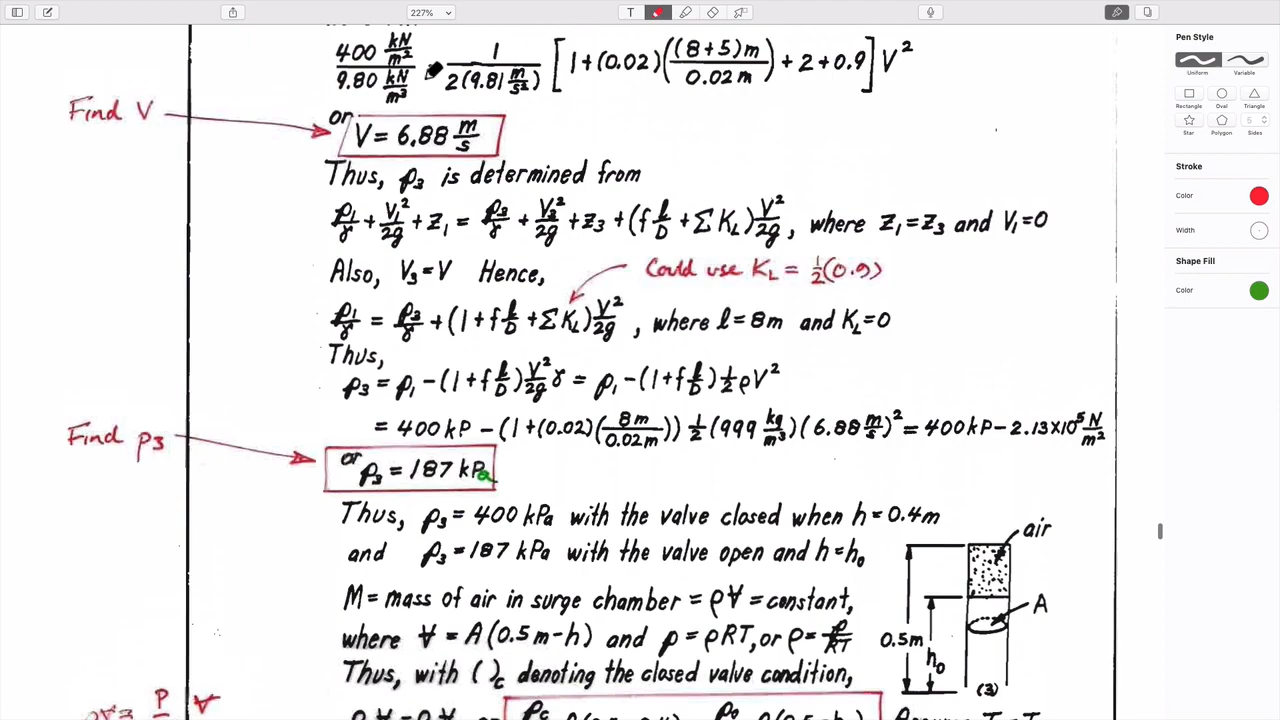 227%
T
Pen Style
Uniform
Variable
Rectangle
Oval
Triangle
Star
Polygon
5
Sides
Stroke
Color
Width
Shape Fill
Color
400 kN/m² / 9.80 kN/m³ = 1 / 2(9.81 m/s²) [1+(0.02)((8+5)m / 0.02m)+2+0.9]V²
Find V
or V = 6.88 m/s
Thus, p₃ is determined from
p₁/γ + V₁²/2g + z₁ = p₃/γ + V₃²/2g + z₃ + (f l/D + Σ K_L) V²/2g, where z₁=z₃ and V₁=0
Also, V₃=V Hence,
Could use K_L = ½(0.9)
p₁/γ = p₃/γ + (1+f l/D + Σ K_L) V²/2g, where l=8m and K_L=0
Thus,
p₃ = p₁ - (1+f l/D) V²/2g γ = p₁ - (1+f l/D) ½ρV²
= 400 kP - (1+(0.02)(8m / 0.02m)) ½ (999 kg/m³)(6.88 m/s)² = 400 kP - 2.13x10⁵ N/m²
Find p₃
or p₃ = 187 kPa
Thus, p₃ = 400 kPa with the valve closed when h = 0.4m
and p₃ = 187 kPa with the valve open and h = h₀
air
M = mass of air in surge chamber = ρV̶ = constant,
A
where V̶ = A(0.5m-h) and p = ρRT, or ρ = p/RT
0.5m
h₀
Thus, with ( )_c denoting the closed valve condition,
(3)